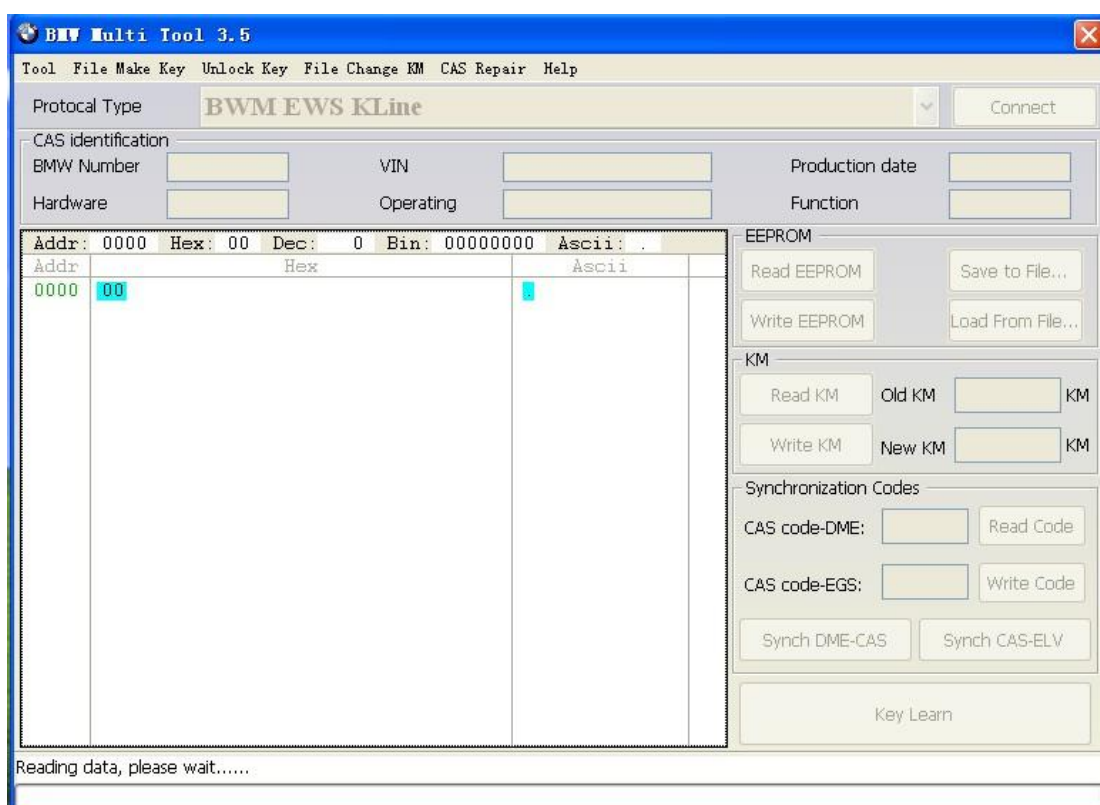 BMW Multi Tool 3.5
Tool File Make Key Unlock Key File Change KM CAS Repair Help
Protocal Type BWM EWS KLine Connect
CAS identification
BMW Number VIN Production date
Hardware Operating Function
Addr: 0000 Hex: 00 Dec: 0 Bin: 00000000 Ascii: .
Addr Hex Ascii
0000 00 .
EEPROM
Read EEPROM Save to File...
Write EEPROM Load From File...
KM
Read KM Old KM KM
Write KM New KM KM
Synchronization Codes
CAS code-DME: Read Code
CAS code-EGS: Write Code
Synch DME-CAS Synch CAS-ELV
Key Learn
Reading data, please wait......